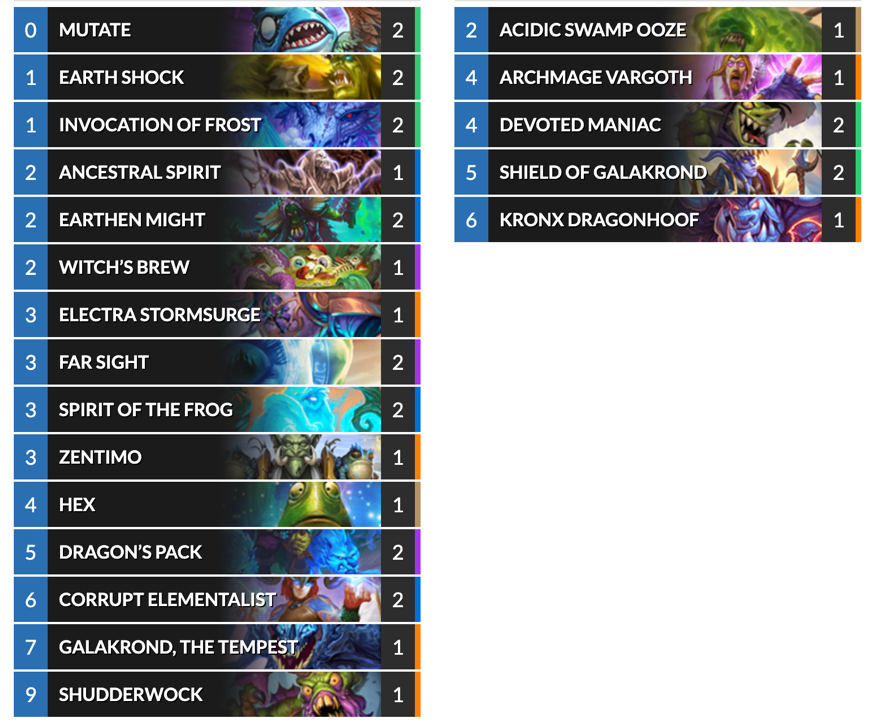 0 MUTATE 2
1 EARTH SHOCK 2
1 INVOCATION OF FROST 2
2 ANCESTRAL SPIRIT 1
2 EARTHEN MIGHT 2
2 WITCH'S BREW 1
3 ELECTRA STORMSURGE 1
3 FAR SIGHT 2
3 SPIRIT OF THE FROG 2
3 ZENTIMO 1
4 HEX 1
5 DRAGON'S PACK 2
6 CORRUPT ELEMENTALIST 2
7 GALAKROND, THE TEMPEST 1
9 SHUDDERWOCK 1
2 ACIDIC SWAMP OOZE 1
4 ARCHMAGE VARGOTH 1
4 DEVOTED MANIAC 2
5 SHIELD OF GALAKROND 2
6 KRONX DRAGONHOOF 1